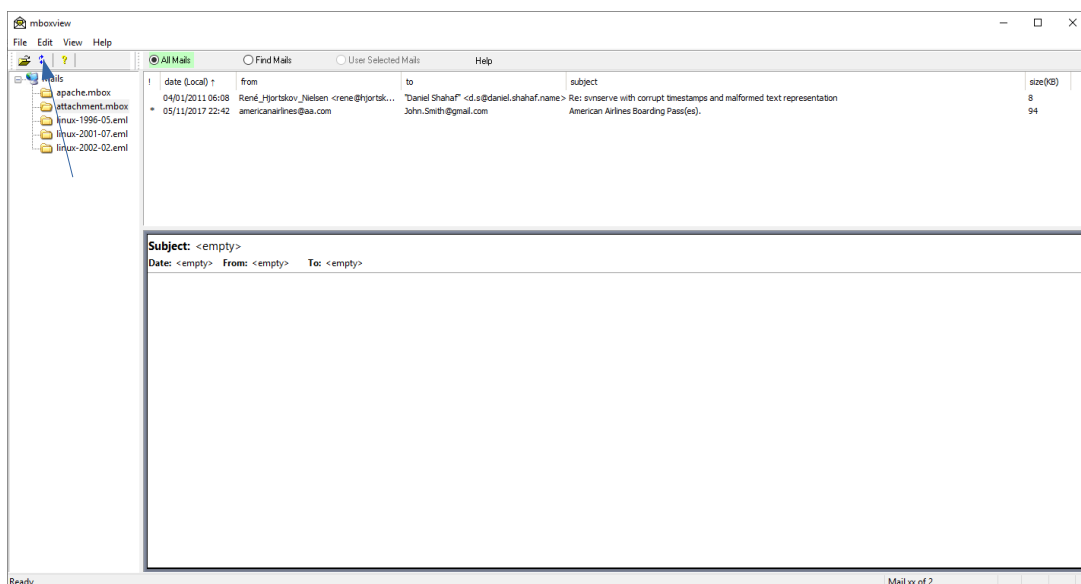 mboxview
File Edit View Help
? All Mails Find Mails User Selected Mails Help
Mails
apache.mbox
attachment.mbox
linux-1996-05.eml
linux-2001-07.eml
linux-2002-02.eml
! date (Local) ↑ from to subject size(KB)
04/01/2011 06:08 René_Hjortskov_Nielsen <rene@hjortsk... "Daniel Shahaf" <d.s@daniel.shahaf.name> Re: svnserve with corrupt timestamps and malformed text representation 8
* 05/11/2017 22:42 americanairlines@aa.com John.Smith@gmail.com American Airlines Boarding Pass(es). 94
Subject: <empty>
Date: <empty> From: <empty> To: <empty>
Ready Mail xx of 2